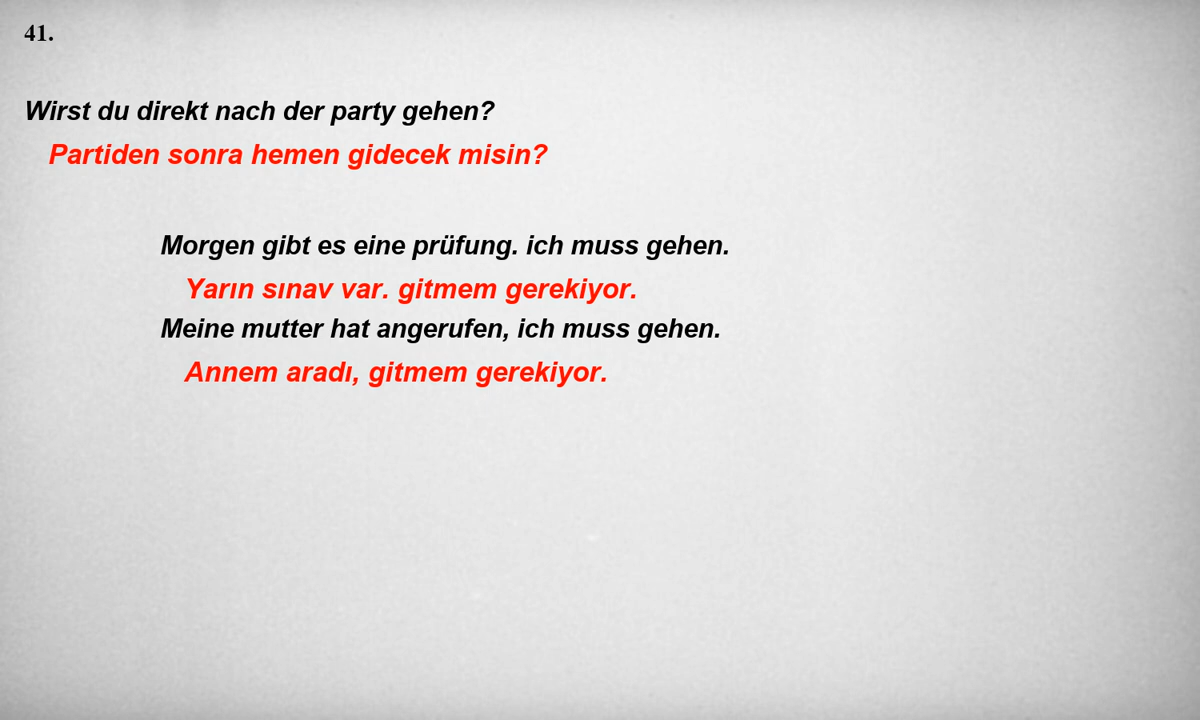 41.
Wirst du direkt nach der party gehen?
Partiden sonra hemen gidecek misin?
Morgen gibt es eine prüfung. ich muss gehen.
Yarın sınav var. gitmem gerekiyor.
Meine mutter hat angerufen, ich muss gehen.
Annem aradı, gitmem gerekiyor.